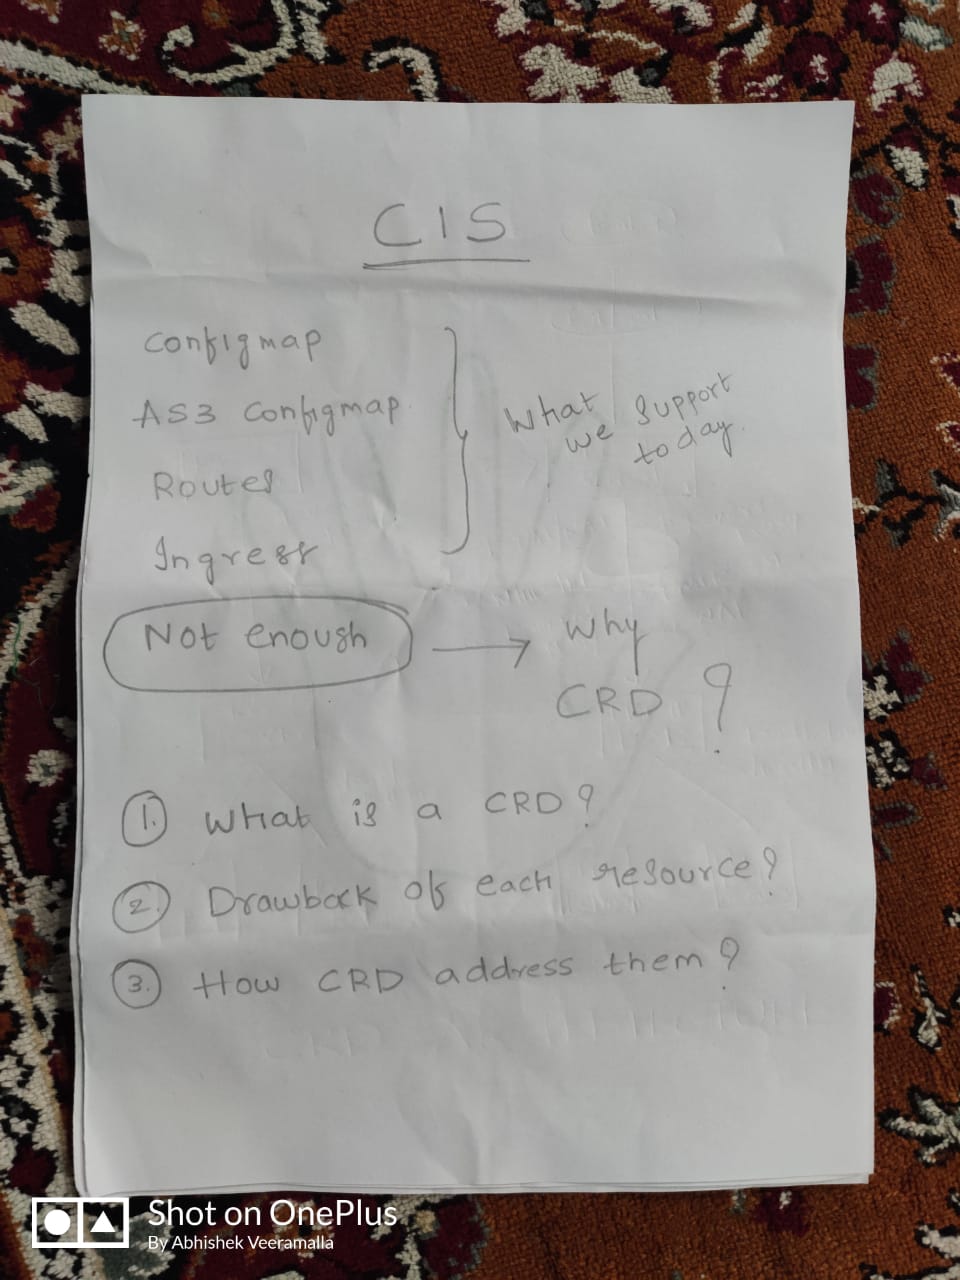 CIS
Configmap
AS3 Configmap
Routes
Ingress
What we support today.
Not enough → Why CRD?
1. What is a CRD?
2. Drawback of each resource?
3. How CRD address them?
Shot on OnePlus
By Abhishek Veeramalla